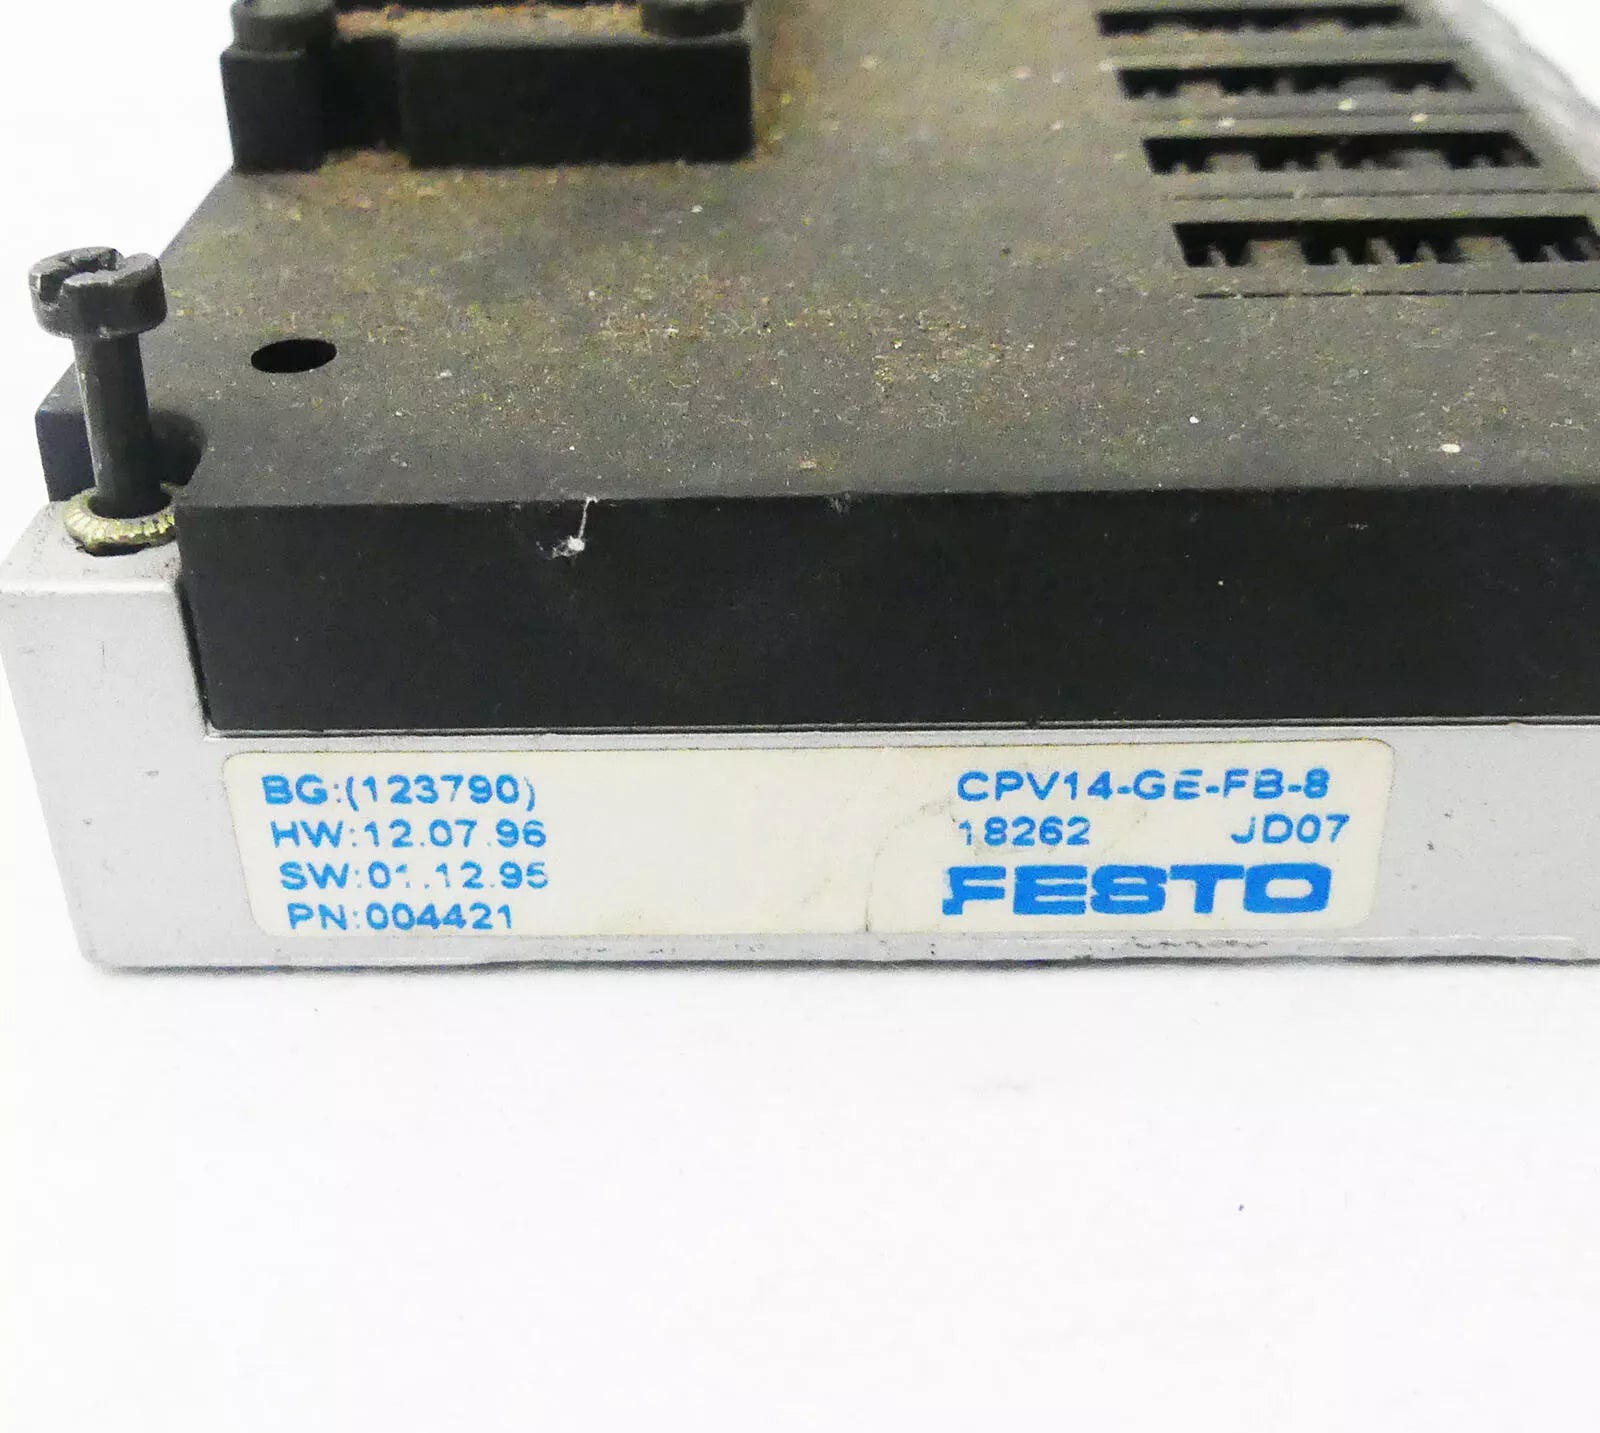 BG:(123790)
HW:12.07.96
SW:01.12.95
PN:004421
CPV14-GE-FB-8
18262 JD07
FESTO